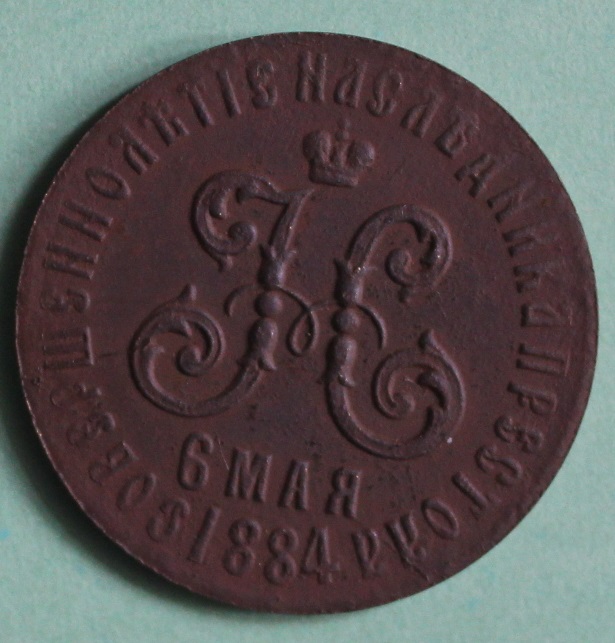 СОВЕРШЕННОЛѢТІЕ НАСЛѢДНИКА ПРЕСТОЛА
Н
6 МАЯ
1884